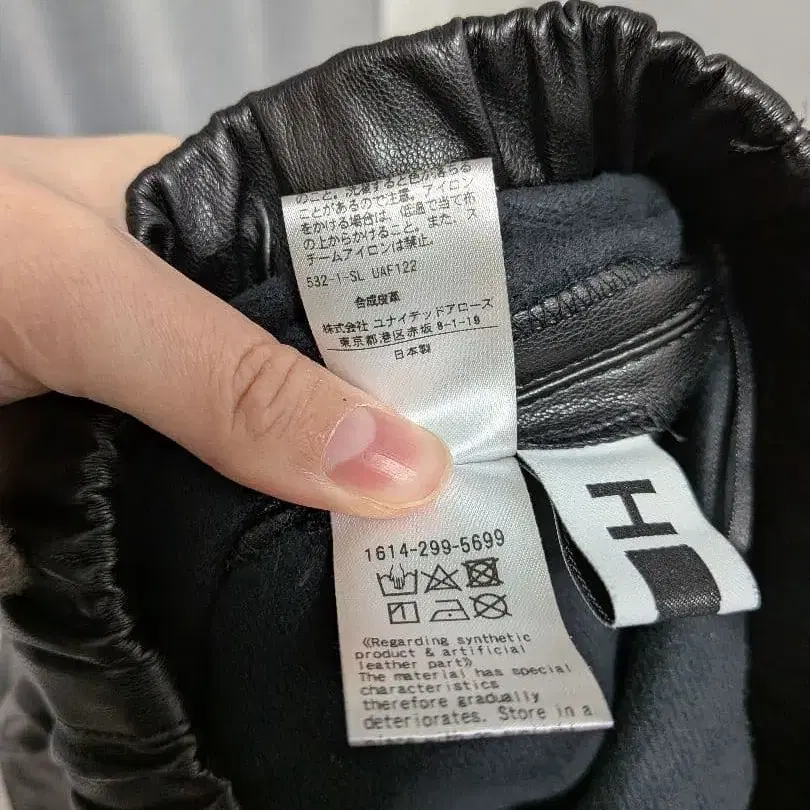 のこと。洗濯すると色が落ちる
ことがあるので注意。アイロン
をかける場合は、低温で当て布
の上からかけること。また、ス
チームアイロンは禁止。
532-1-SL UAF122
合成皮革
株式会社 ユナイテッドアローズ
東京都港区赤坂 8-1-19
日本製
1614-299-5699
《Regarding synthetic
product & artificial
leather part》
The material has special
characteristics
therefore gradually
deteriorates. Store in a
H